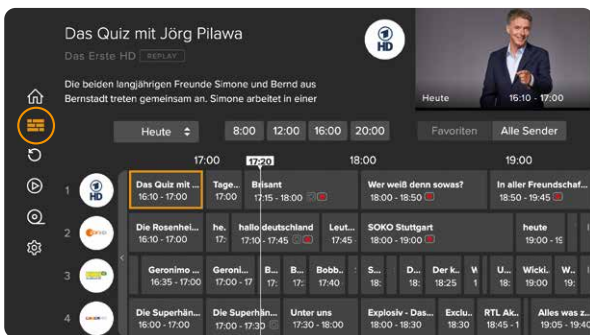 Das Quiz mit Jörg Pilawa
Das Erste HD REPLAY
Die beiden langjährigen Freunde Simone und Bernd aus
Bernstadt treten gemeinsam an. Simone arbeitet in einer
HD
Heute 16:10 - 17:00
Heute 8:00 12:00 16:00 20:00 Favoriten Alle Sender
17:00 17:20 18:00 19:00
1 HD Das Quiz mit ... Tage... Brisant Wer weiß denn sowas? In aller Freundschaf...
16:10 - 17:00 17:00 17:15 - 18:00 18:00 - 18:50 18:50 - 19:45
2 Die Rosenhei... he. hallo deutschland Leut... SOKO Stuttgart heute
16:10 - 17:00 17: 17:10 - 17:45 17:45 18:00 - 19:00 19:00 - 19
3 Geronimo ... Geroni... B... B... Bobb.. S... D... Der k.. W U... Wicki. W..
16:35 - 17:00 17:00 - 17 17: 17: 17:40 18: 18: 18:25 1 18: 19:00 19:
4 Die Superhän... Die Superhän... Unter uns Explosiv - Das... Exclu.. RTL Ak.. Alles was z...
16:00 - 17:00 17:00 - 17:30 17:30 - 18:00 18:00 - 18:30 18:30 18:45 - 1 19:05 - 19:40